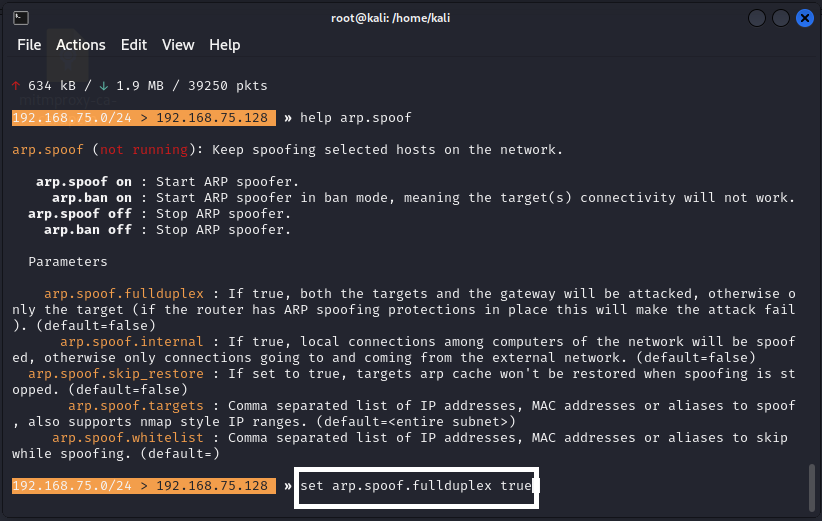 root@kali: /home/kali
File Actions Edit View Help
↑ 634 kB / ↓ 1.9 MB / 39250 pkts
192.168.75.0/24 > 192.168.75.128 » help arp.spoof
arp.spoof (not running): Keep spoofing selected hosts on the network.
arp.spoof on : Start ARP spoofer.
arp.ban on : Start ARP spoofer in ban mode, meaning the target(s) connectivity will not work.
arp.spoof off : Stop ARP spoofer.
arp.ban off : Stop ARP spoofer.
Parameters
arp.spoof.fullduplex : If true, both the targets and the gateway will be attacked, otherwise o
nly the target (if the router has ARP spoofing protections in place this will make the attack fail
). (default=false)
arp.spoof.internal : If true, local connections among computers of the network will be spoof
ed, otherwise only connections going to and coming from the external network. (default=false)
arp.spoof.skip_restore : If set to true, targets arp cache won't be restored when spoofing is st
opped. (default=false)
arp.spoof.targets : Comma separated list of IP addresses, MAC addresses or aliases to spoof
, also supports nmap style IP ranges. (default=<entire subnet>)
arp.spoof.whitelist : Comma separated list of IP addresses, MAC addresses or aliases to skip
while spoofing. (default=)
192.168.75.0/24 > 192.168.75.128 » set arp.spoof.fullduplex true